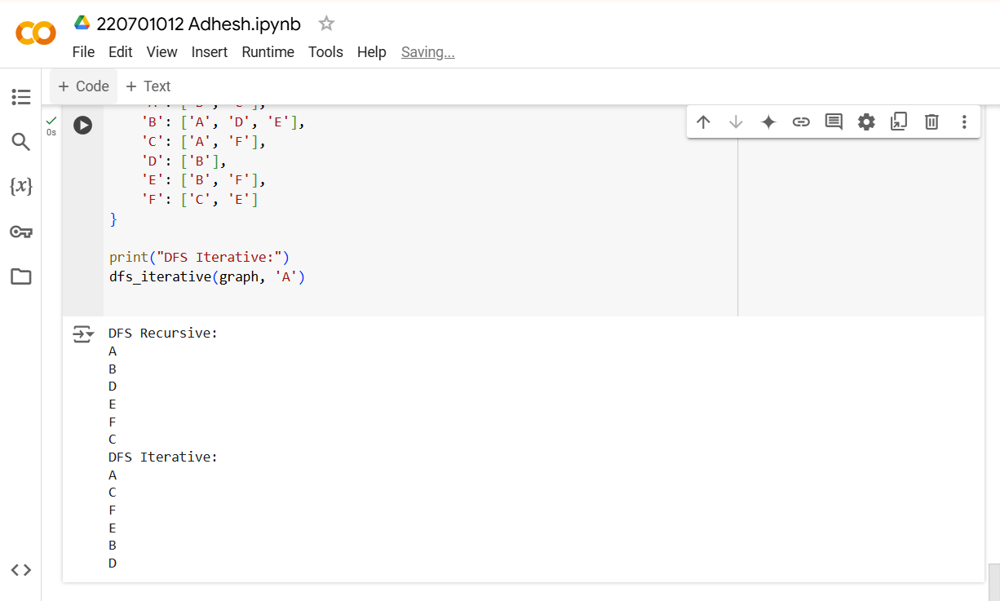 220701012 Adhesh.ipynb
File Edit View Insert Runtime Tools Help Saving...
+ Code + Text
0s
'B': ['A', 'D', 'E'],
'C': ['A', 'F'],
'D': ['B'],
'E': ['B', 'F'],
'F': ['C', 'E']
}
print("DFS Iterative:")
dfs_iterative(graph, 'A')
DFS Recursive:
A
B
D
E
F
C
DFS Iterative:
A
C
F
E
B
D